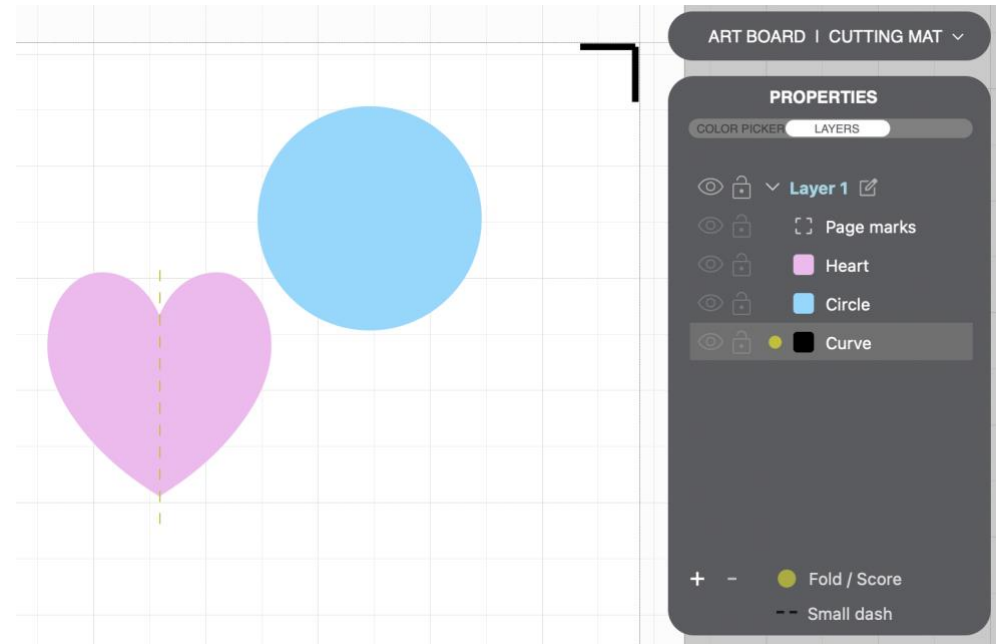 ART BOARD | CUTTING MAT
PROPERTIES
COLOR PICKER LAYERS
Layer 1
Page marks
Heart
Circle
Curve
+ - Fold / Score
Small dash